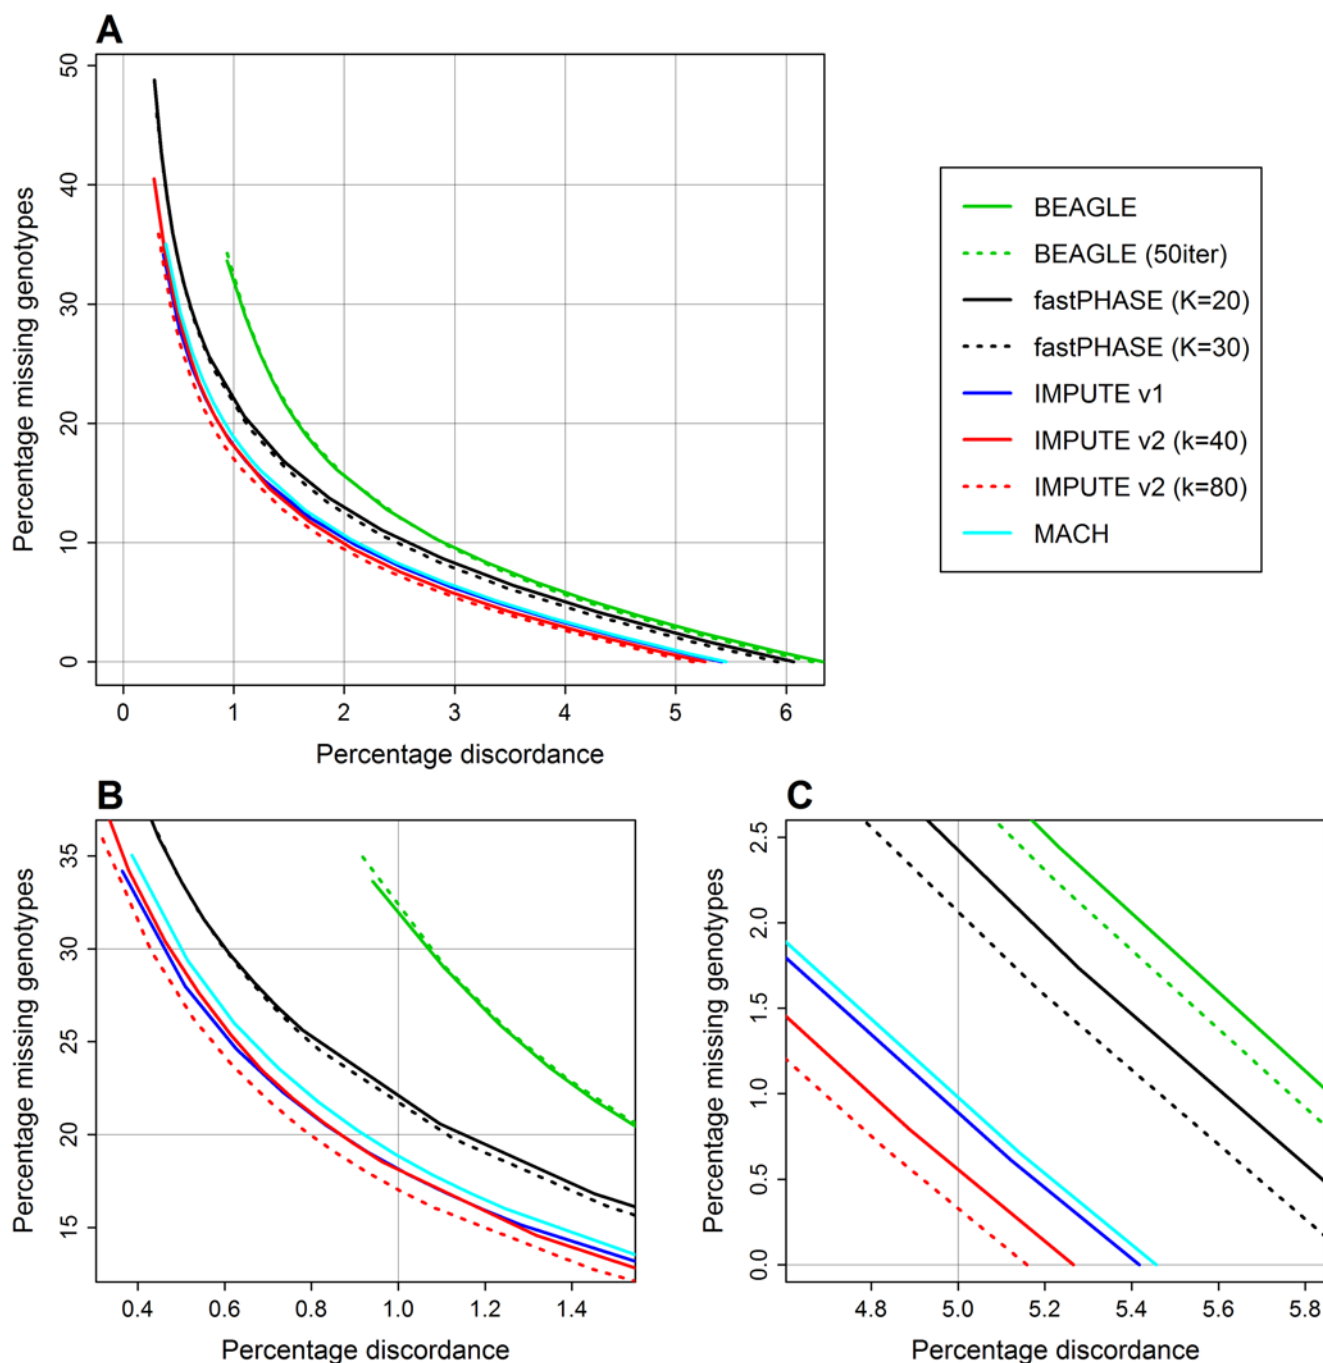 A
Percentage missing genotypes
50
40
30
20
10
0
0 1 2 3 4 5 6
Percentage discordance
BEAGLE
BEAGLE (50iter)
fastPHASE (K=20)
fastPHASE (K=30)
IMPUTE v1
IMPUTE v2 (k=40)
IMPUTE v2 (k=80)
MACH
B
Percentage missing genotypes
35
30
25
20
15
0.4 0.6 0.8 1.0 1.2 1.4
Percentage discordance
C
Percentage missing genotypes
2.5
2.0
1.5
1.0
0.5
0.0
4.8 5.0 5.2 5.4 5.6 5.8
Percentage discordance